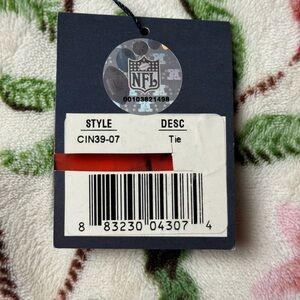 NFL
00103821498
STYLE DESC
CIN39-07 Tie
8 83230 04307 4